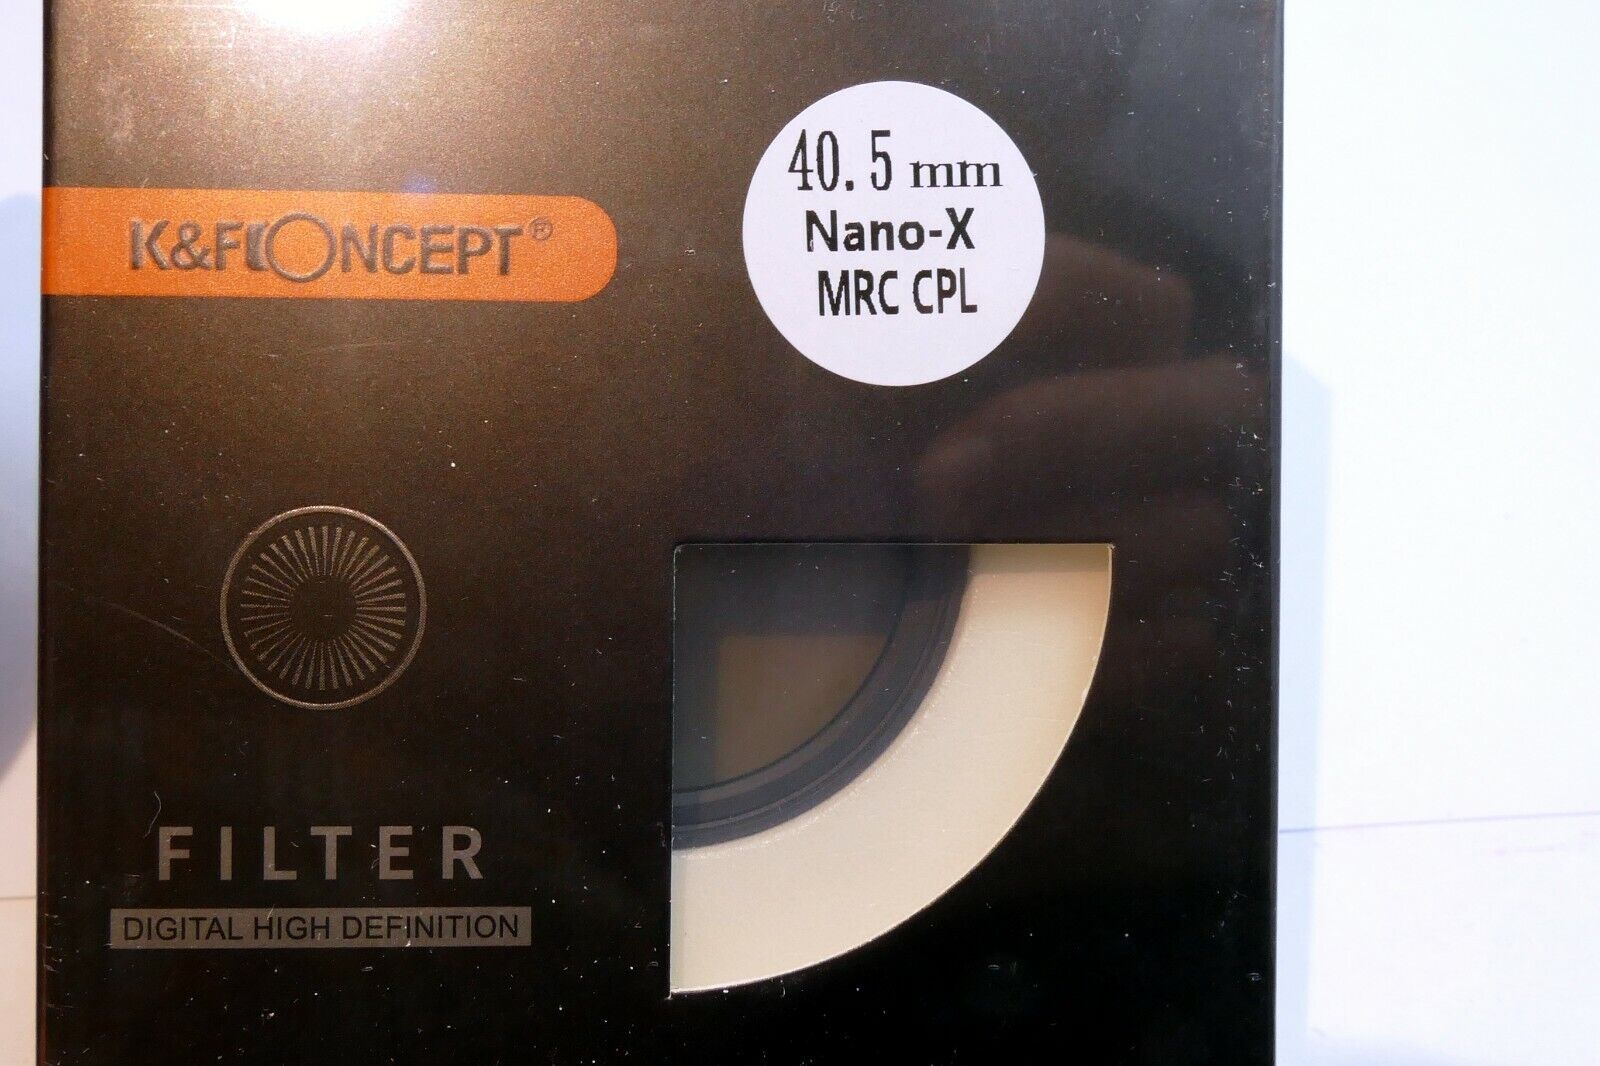 40.5 mm
Nano-X
MRC CPL
K&F CONCEPT®
FILTER
DIGITAL HIGH DEFINITION